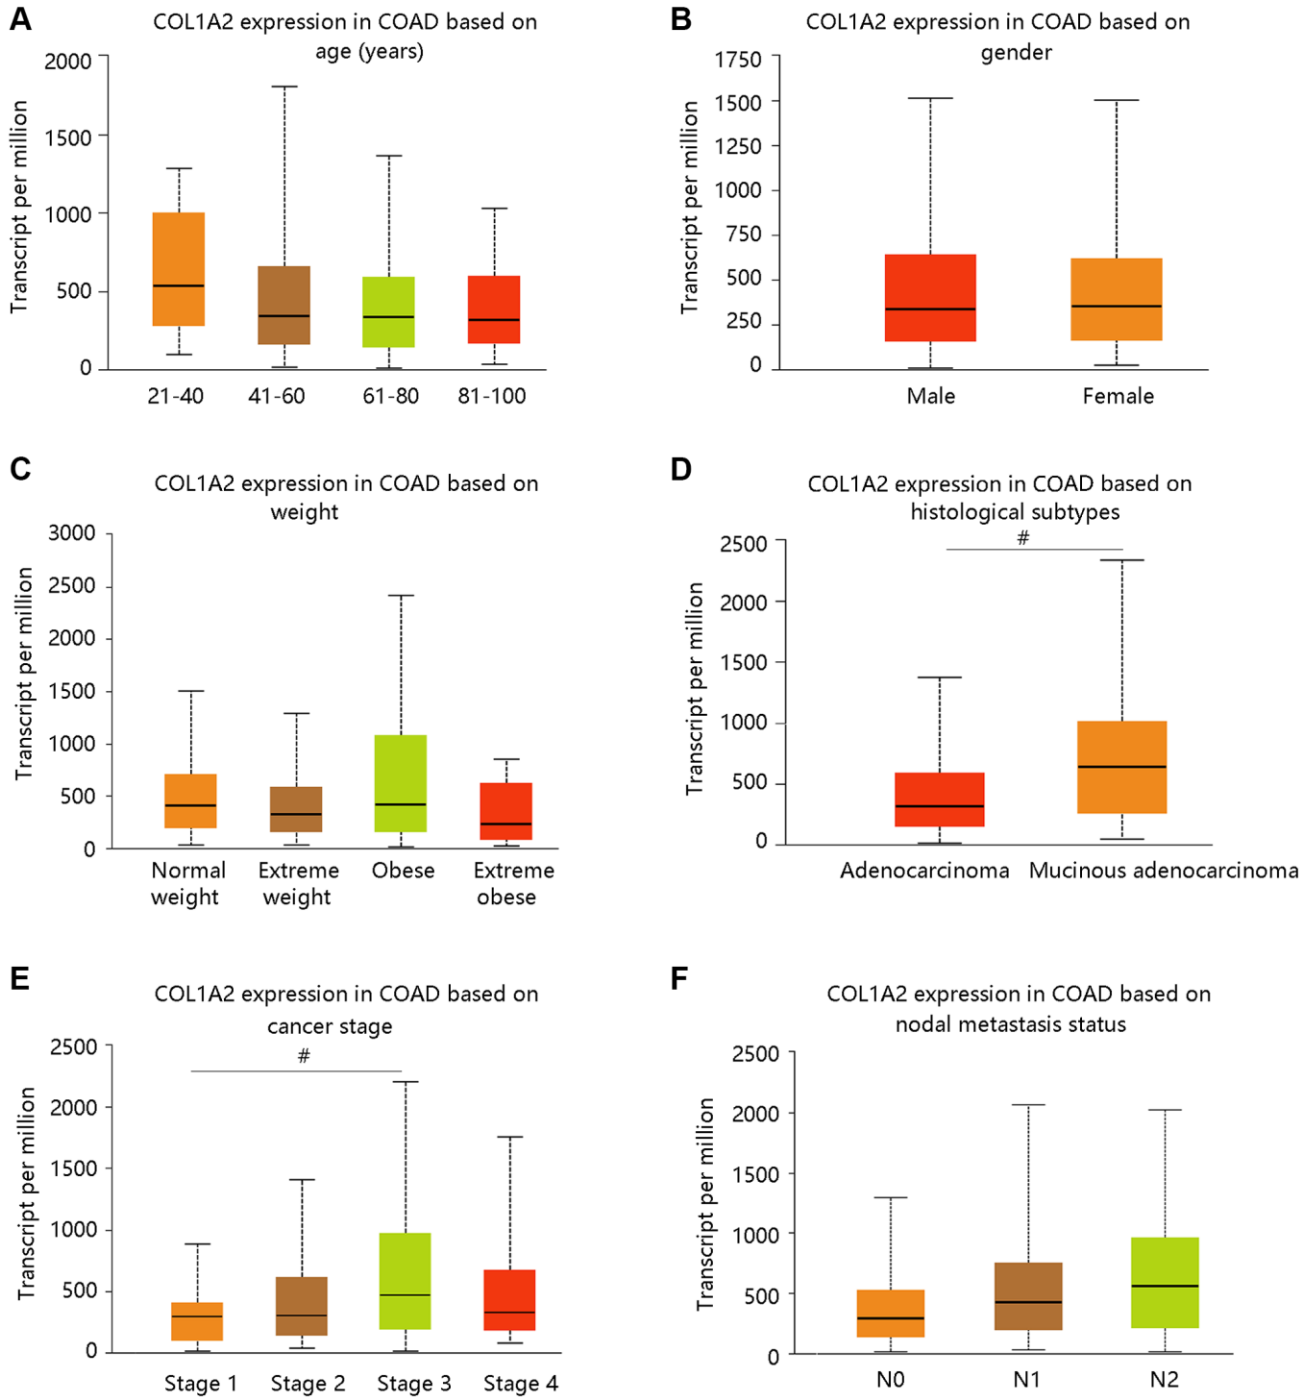 A
COL1A2 expression in COAD based on
age (years)
Transcript per million
2000
1500
1000
500
0
21-40 41-60 61-80 81-100
B
COL1A2 expression in COAD based on
gender
Transcript per million
1750
1500
1250
1000
750
500
250
0
Male Female
C
COL1A2 expression in COAD based on
weight
Transcript per million
3000
2500
2000
1500
1000
500
0
Normal weight
Extreme weight
Obese
Extreme obese
D
COL1A2 expression in COAD based on
histological subtypes
#
Transcript per million
2500
2000
1500
1000
500
0
Adenocarcinoma Mucinous adenocarcinoma
E
COL1A2 expression in COAD based on
cancer stage
#
Transcript per million
2500
2000
1500
1000
500
0
Stage 1 Stage 2 Stage 3 Stage 4
F
COL1A2 expression in COAD based on
nodal metastasis status
Transcript per million
2500
2000
1500
1000
500
0
N0 N1 N2